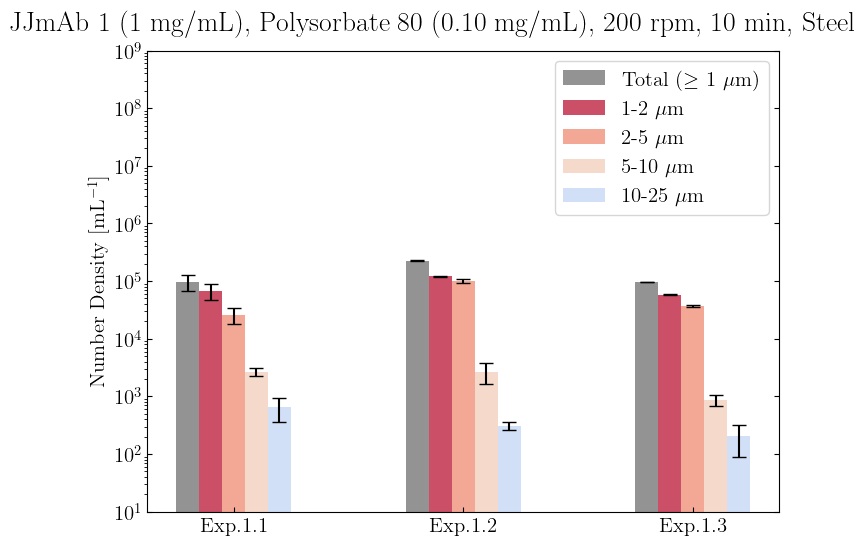 JJmAb 1 (1 mg/mL), Polysorbate 80 (0.10 mg/mL), 200 rpm, 10 min, Steel
Number Density [mL⁻¹]
10⁹
10⁸
10⁷
10⁶
10⁵
10⁴
10³
10²
10¹
Total (≥ 1 μm)
1-2 μm
2-5 μm
5-10 μm
10-25 μm
Exp.1.1 Exp.1.2 Exp.1.3